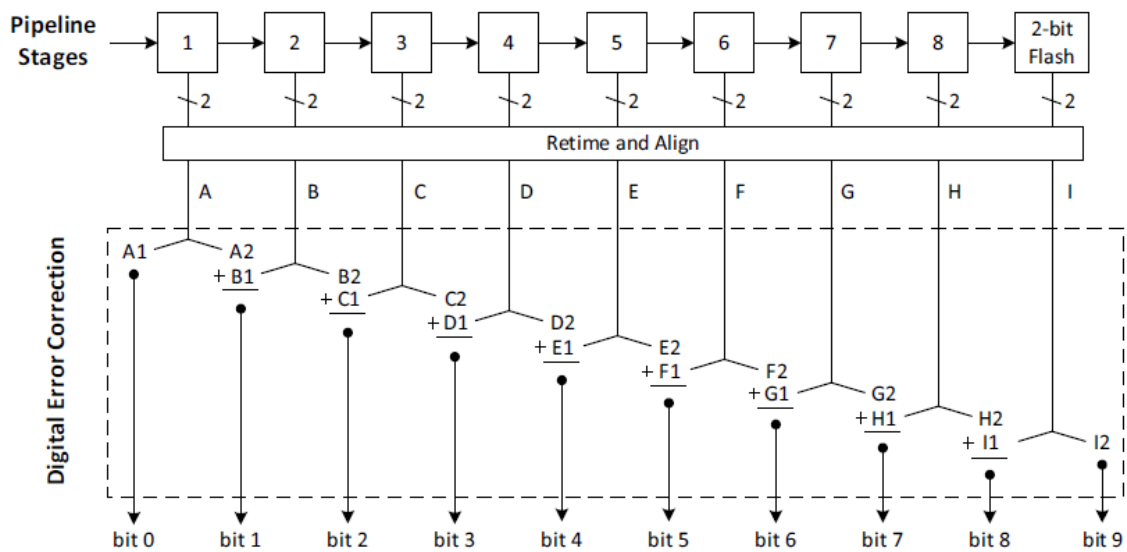 Pipeline Stages
1 2 3 4 5 6 7 8 2-bit Flash
2 2 2 2 2 2 2 2 2
Retime and Align
A B C D E F G H I
Digital Error Correction
A1 A2
+ B1 B2
+ C1 C2
+ D1 D2
+ E1 E2
+ F1 F2
+ G1 G2
+ H1 H2
+ I1 I2
bit 0 bit 1 bit 2 bit 3 bit 4 bit 5 bit 6 bit 7 bit 8 bit 9